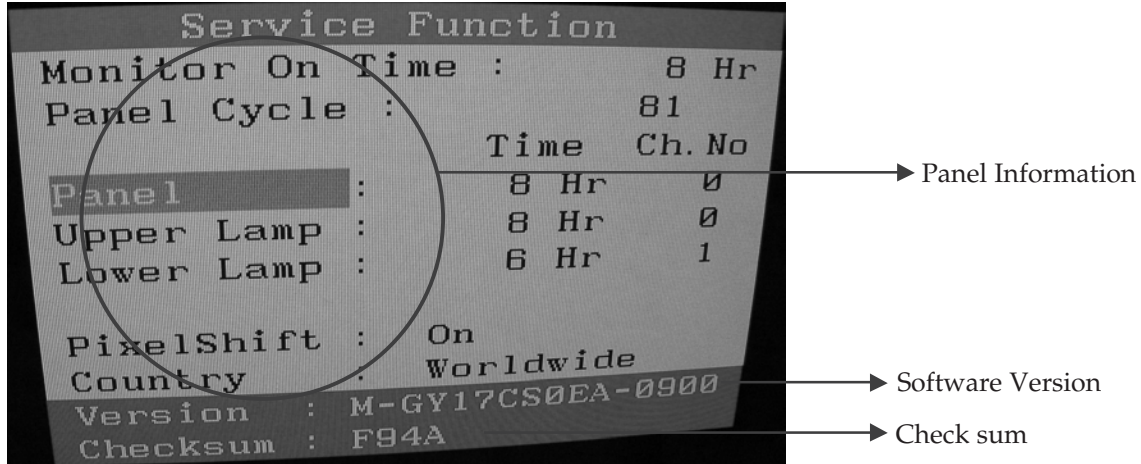 Service Function
Monitor On Time : 8 Hr
Panel Cycle : 81
Time Ch.No
Panel : 8 Hr 0
Upper Lamp : 8 Hr 0
Lower Lamp : 6 Hr 1
PixelShift : On
Country : Worldwide
Version : M-GY17CS0EA-0900
Checksum : F94A
Panel Information
Software Version
Check sum